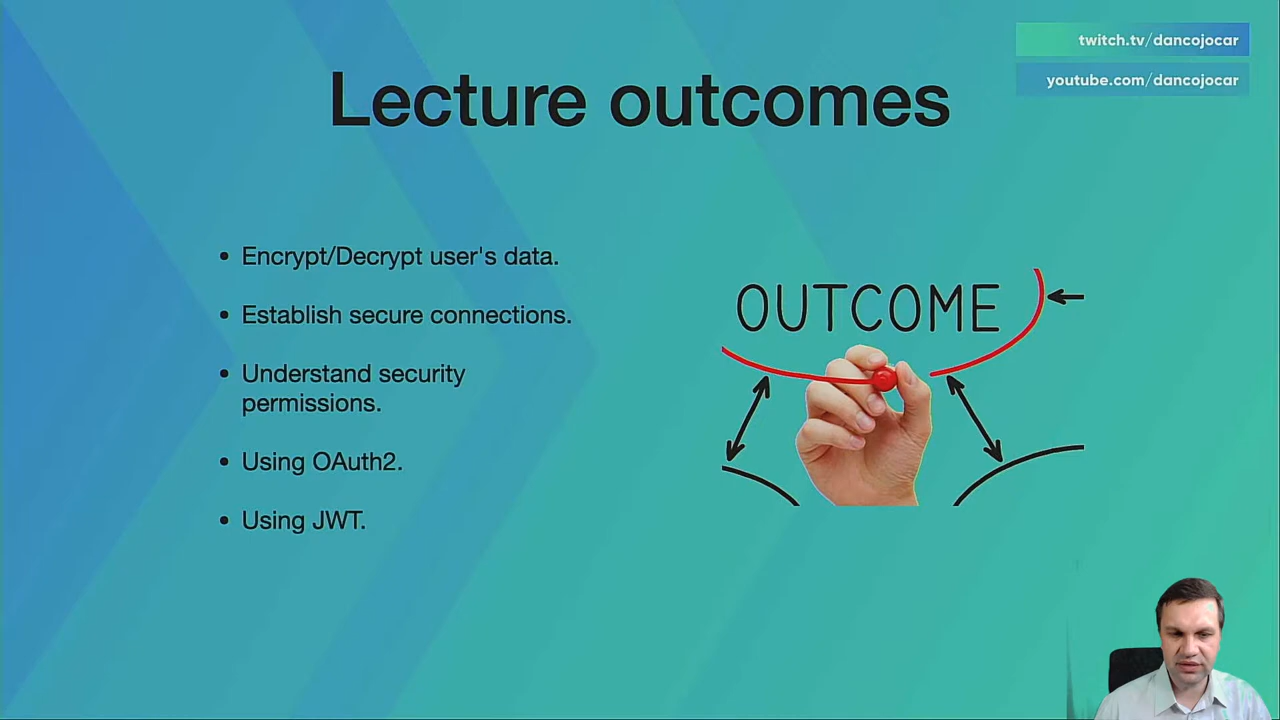 twitch.tv/dancojocar
youtube.com/dancojocar
Lecture outcomes
• Encrypt/Decrypt user's data.
• Establish secure connections.
• Understand security
permissions.
• Using OAuth2.
• Using JWT.
OUTCOME